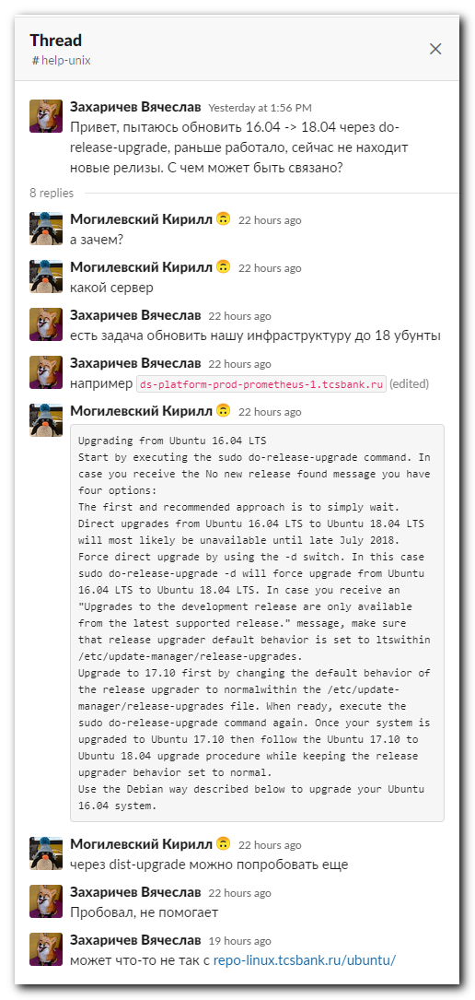 Thread
#help-unix
Захаричев Вячеслав Yesterday at 1:56 PM
Привет, пытаюсь обновить 16.04 -> 18.04 через do-
release-upgrade, раньше работало, сейчас не находит
новые релизы. С чем может быть связано?
8 replies
Могилевский Кирилл 🙃 22 hours ago
а зачем?
Могилевский Кирилл 🙃 22 hours ago
какой сервер
Захаричев Вячеслав 22 hours ago
есть задача обновить нашу инфраструктуру до 18 убунты
Захаричев Вячеслав 22 hours ago
например ds-platform-prod-prometheus-1.tcsbank.ru (edited)
Могилевский Кирилл 🙃 22 hours ago
Upgrading from Ubuntu 16.04 LTS
Start by executing the sudo do-release-upgrade command. In
case you receive the No new release found message you have
four options:
The first and recommended approach is to simply wait.
Direct upgrades from Ubuntu 16.04 LTS to Ubuntu 18.04 LTS
will most likely be unavailable until late July 2018.
Force direct upgrade by using the -d switch. In this case
sudo do-release-upgrade -d will force upgrade from Ubuntu
16.04 LTS to Ubuntu 18.04 LTS. In case you receive an
"Upgrades to the development release are only available
from the latest supported release." message, make sure
that release upgrader default behavior is set to ltswithin
/etc/update-manager/release-upgrades.
Upgrade to 17.10 first by changing the default behavior of
the release upgrader to normalwithin the /etc/update-
manager/release-upgrades file. When ready, execute the
sudo do-release-upgrade command again. Once your system is
upgraded to Ubuntu 17.10 then follow the Ubuntu 17.10 to
Ubuntu 18.04 upgrade procedure while keeping the release
upgrader behavior set to normal.
Use the Debian way described below to upgrade your Ubuntu
16.04 system.
Могилевский Кирилл 🙃 22 hours ago
через dist-upgrade можно попробовать еще
Захаричев Вячеслав 22 hours ago
Пробовал, не помогает
Захаричев Вячеслав 19 hours ago
может что-то не так с repo-linux.tcsbank.ru/ubuntu/